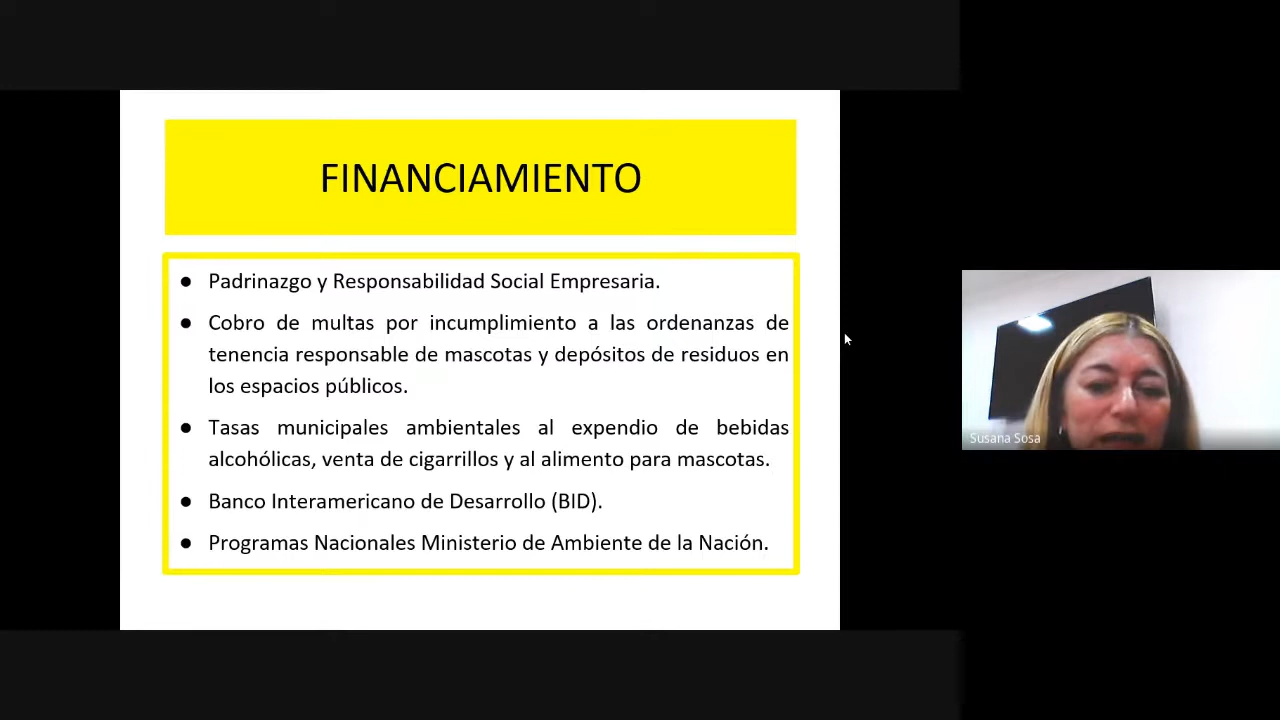 FINANCIAMIENTO
● Padrinazgo y Responsabilidad Social Empresaria.
● Cobro de multas por incumplimiento a las ordenanzas de
tenencia responsable de mascotas y depósitos de residuos en
los espacios públicos.
● Tasas municipales ambientales al expendio de bebidas
alcohólicas, venta de cigarrillos y al alimento para mascotas.
● Banco Interamericano de Desarrollo (BID).
● Programas Nacionales Ministerio de Ambiente de la Nación.
Susana Sosa